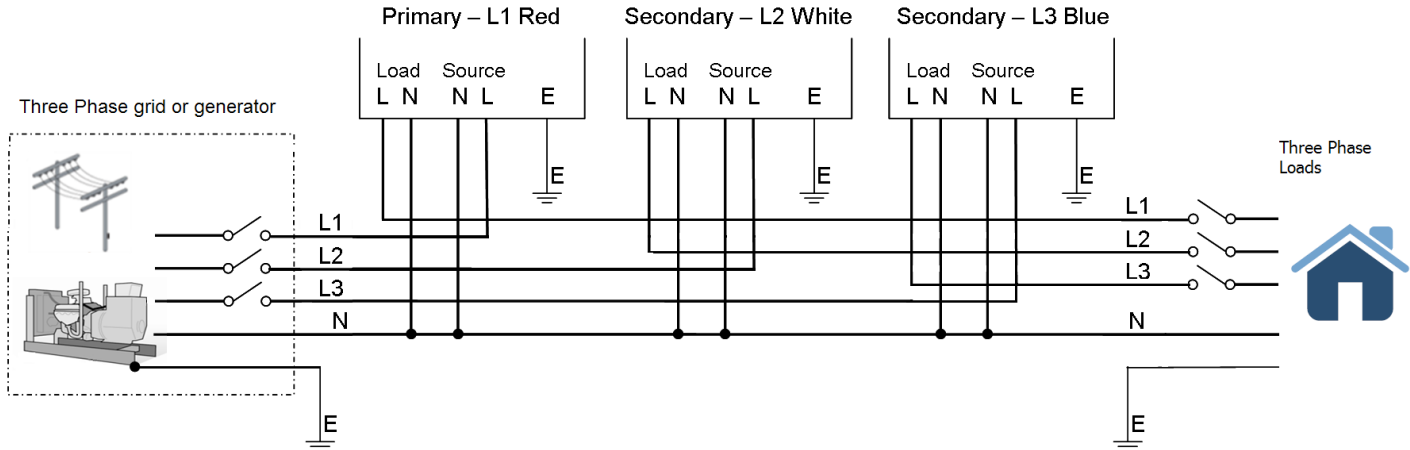 Primary – L1 Red
Secondary – L2 White
Secondary – L3 Blue
Load Source
L N N L E
Load Source
L N N L E
Load Source
L N N L E
Three Phase grid or generator
E
E
E
Three Phase
Loads
L1
L2
L3
N
L1
L2
L3
N
E
E